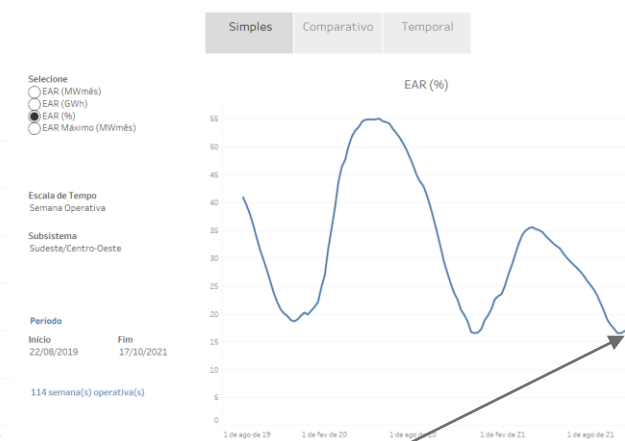 Simples Comparativo Temporal
Selecione
EAR (MWmês)
EAR (GWh)
EAR (%)
EAR Máximo (MWmês)
Escala de Tempo
Semana Operativa
Subsistema
Sudeste/Centro-Oeste
Período
Início Fim
22/08/2019 17/10/2021
114 semana(s) operativa(s)
EAR (%)
55
50
45
40
35
30
25
20
15
10
5
0
1 de ago de 19 1 de fev de 20 1 de ago de 20 1 de fev de 21 1 de ago de 21